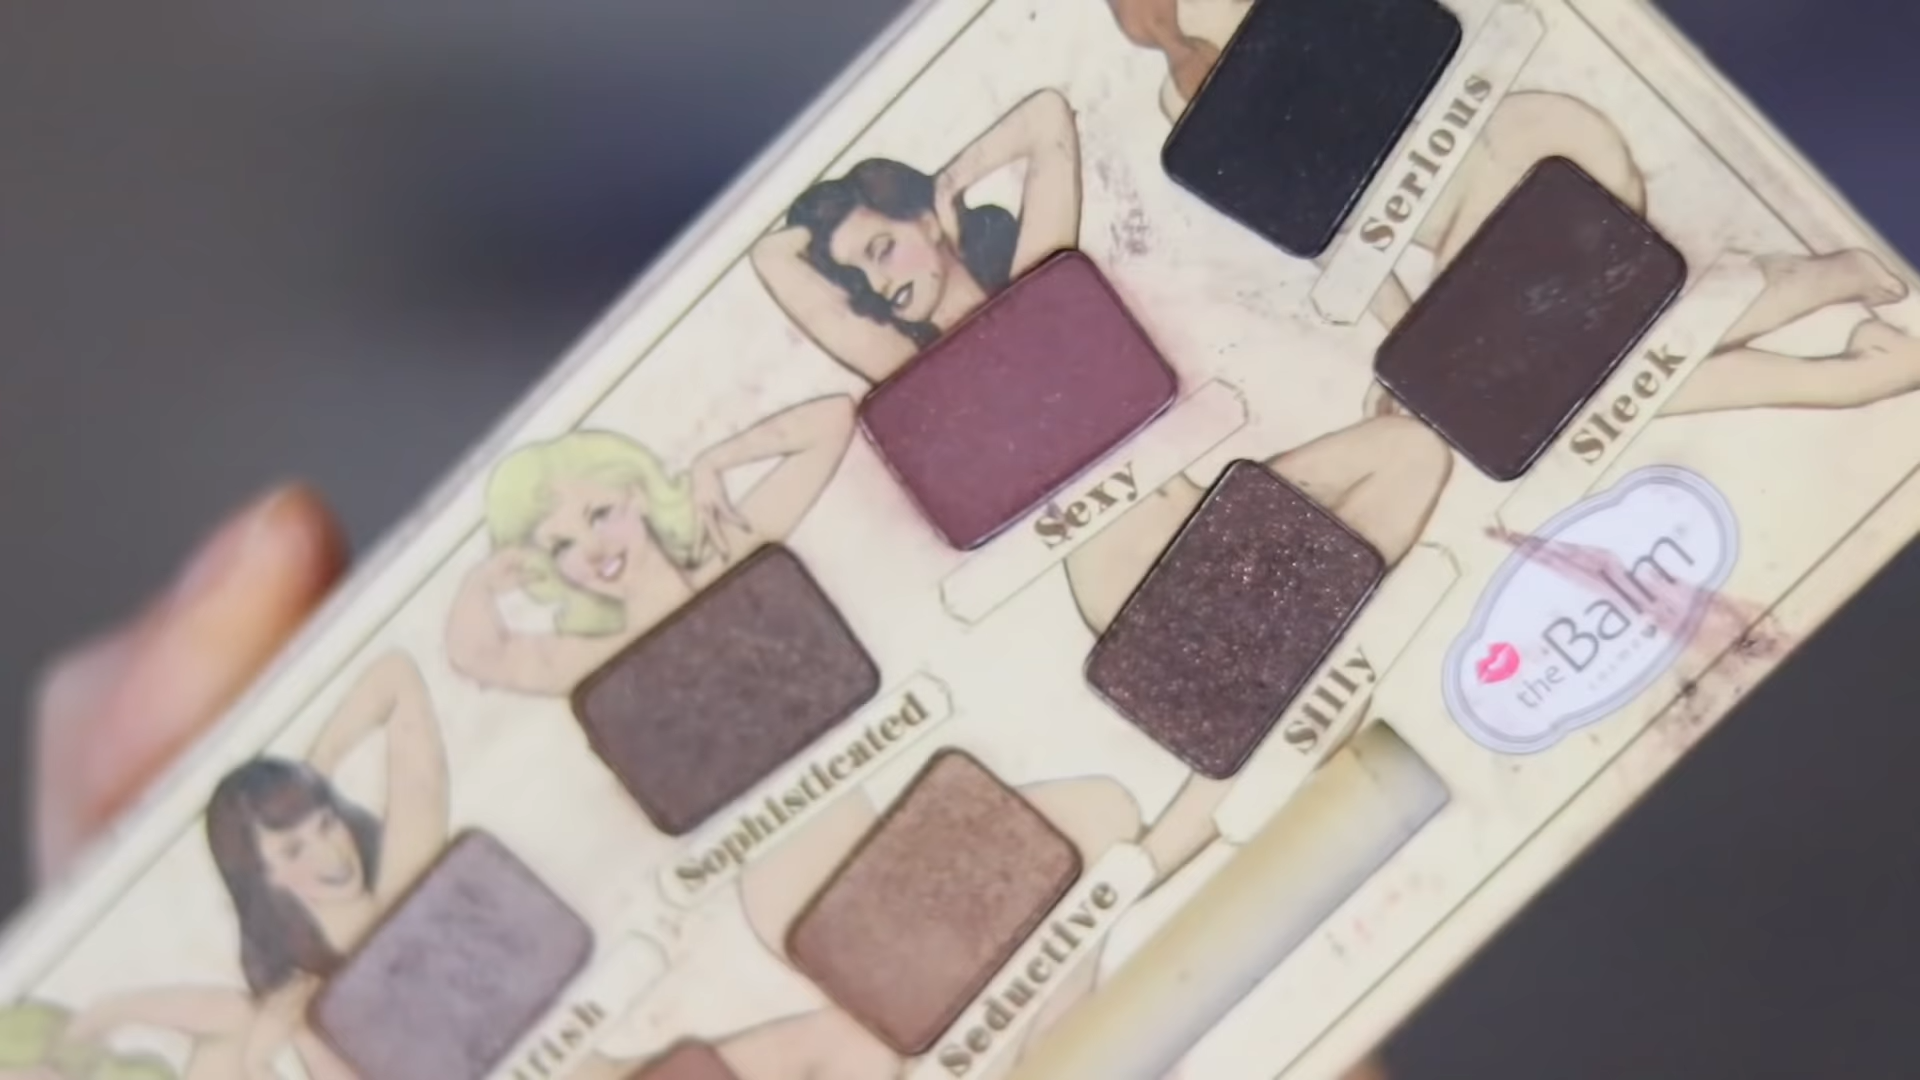 Serious
Sleek
Sexy
Silly
Sophisticated
Seductive
theBalm